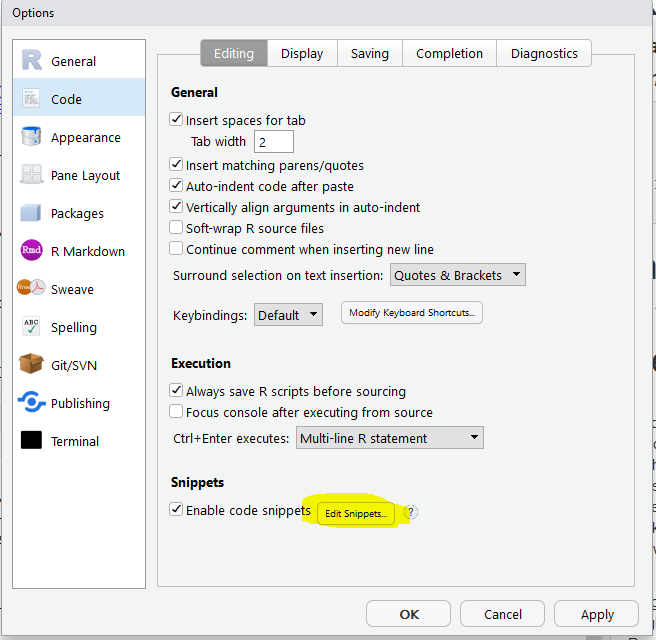 Options
General
Code
Appearance
Pane Layout
Packages
Rmd R Markdown
Rnw Sweave
ABC Spelling
Git/SVN
Publishing
Terminal
Editing Display Saving Completion Diagnostics
General
Insert spaces for tab
Tab width 2
Insert matching parens/quotes
Auto-indent code after paste
Vertically align arguments in auto-indent
Soft-wrap R source files
Continue comment when inserting new line
Surround selection on text insertion: Quotes & Brackets
Keybindings: Default Modify Keyboard Shortcuts...
Execution
Always save R scripts before sourcing
Focus console after executing from source
Ctrl+Enter executes: Multi-line R statement
Snippets
Enable code snippets Edit Snippets... ?
OK Cancel Apply